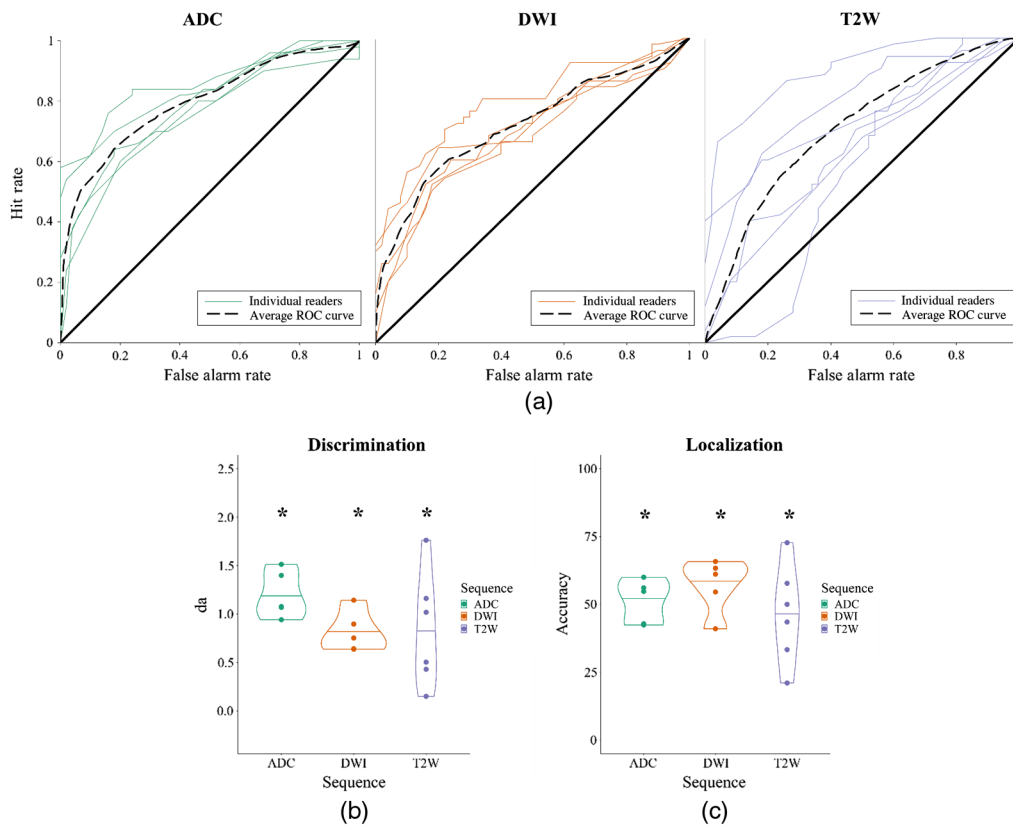 ADC
DWI
T2W
Hit rate
1
0.8
0.6
0.4
0.2
0
0 0.2 0.4 0.6 0.8 1
0 0.2 0.4 0.6 0.8 1
0 0.2 0.4 0.6 0.8
Individual readers
Average ROC curve
Individual readers
Average ROC curve
Individual readers
Average ROC curve
False alarm rate
False alarm rate
False alarm rate
(a)
Discrimination
da
2.5
2.0
1.5
1.0
0.5
0.0
* * *
Sequence
ADC
DWI
T2W
ADC DWI T2W
Sequence
(b)
Localization
Accuracy
100
75
50
25
0
* * *
Sequence
ADC
DWI
T2W
ADC DWI T2W
Sequence
(c)